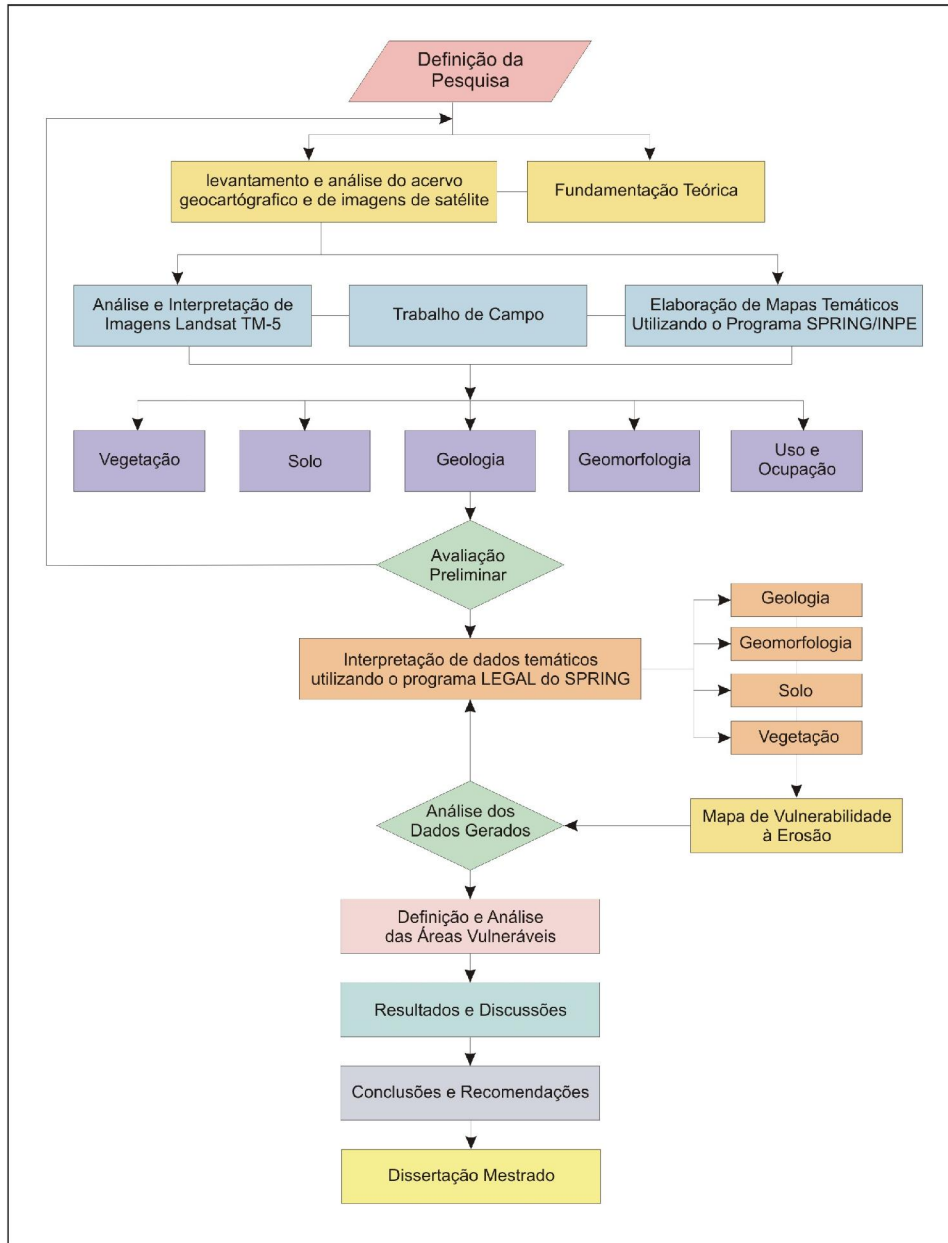 Definição da
Pesquisa
levantamento e análise do acervo
geocartógrafico e de imagens de satélite
Fundamentação Teórica
Análise e Interpretação de
Imagens Landsat TM-5
Trabalho de Campo
Elaboração de Mapas Temáticos
Utilizando o Programa SPRING/INPE
Vegetação
Solo
Geologia
Geomorfologia
Uso e
Ocupação
Avaliação
Preliminar
Interpretação de dados temáticos
utilizando o programa LEGAL do SPRING
Geologia
Geomorfologia
Solo
Vegetação
Mapa de Vulnerabilidade
à Erosão
Análise dos
Dados Gerados
Definição e Análise
das Áreas Vulneráveis
Resultados e Discussões
Conclusões e Recomendações
Dissertação Mestrado